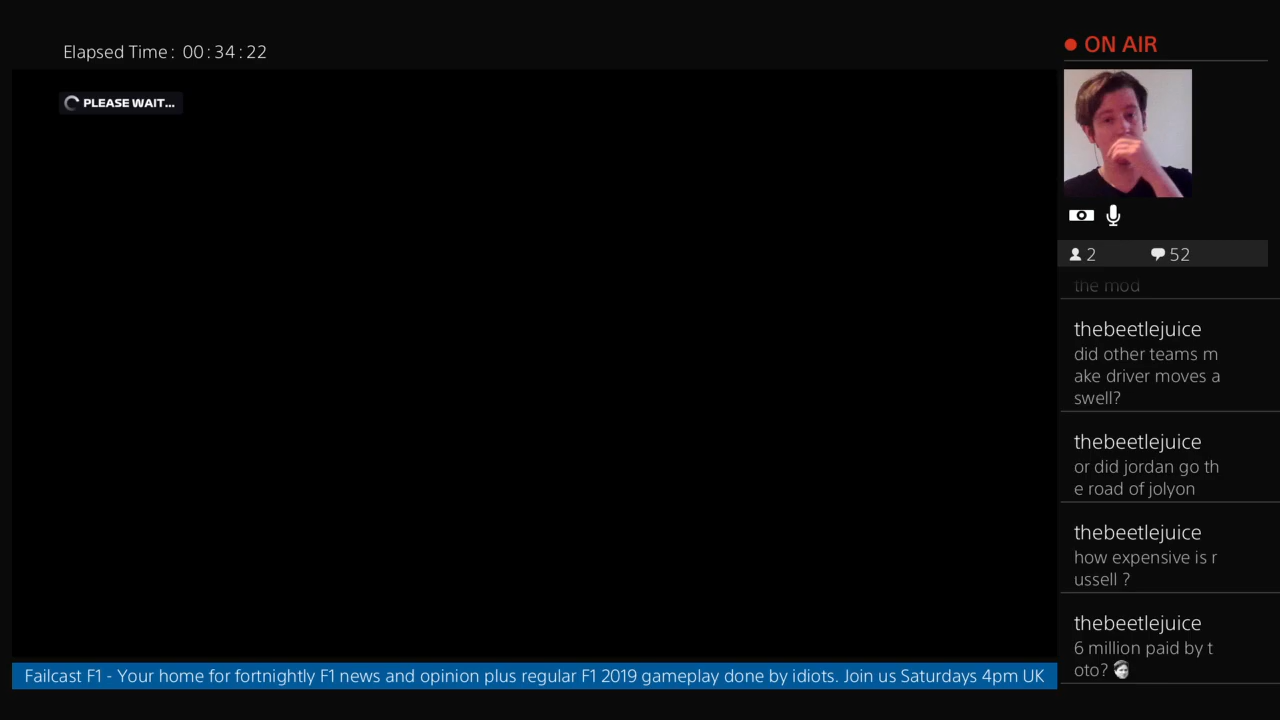 Elapsed Time: 00:34:22
PLEASE WAIT...
ON AIR
2
52
the mod
thebeetlejuice
did other teams m
ake driver moves a
swell?
thebeetlejuice
or did jordan go th
e road of jolyon
thebeetlejuice
how expensive is r
ussell ?
thebeetlejuice
6 million paid by t
oto?
Failcast F1 - Your home for fortnightly F1 news and opinion plus regular F1 2019 gameplay done by idiots. Join us Saturdays 4pm UK